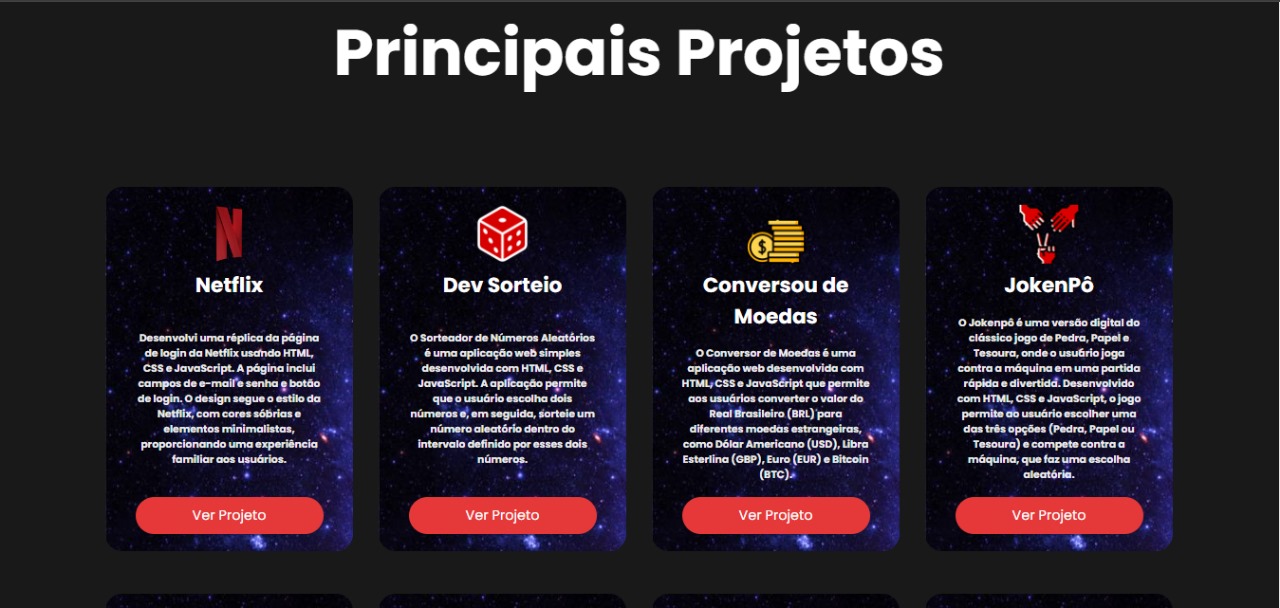 Principais Projetos
Netflix
Desenvolvi uma réplica da página
de login da Netflix usando HTML,
CSS e JavaScript. A página inclui
campos de e-mail e senha e botão
de login. O design segue o estilo da
Netflix, com cores sóbrias e
elementos minimalistas,
proporcionando uma experiência
familiar aos usuários.
Ver Projeto
Dev Sorteio
O Sorteador de Números Aleatórios
é uma aplicação web simples
desenvolvida com HTML, CSS e
JavaScript. A aplicação permite
que o usuário escolha dois
números e, em seguida, sorteie um
número aleatório dentro do
intervalo definido por esses dois
números.
Ver Projeto
Conversou de
Moedas
O Conversor de Moedas é uma
aplicação web desenvolvida com
HTML, CSS e JavaScript que permite
aos usuários converter o valor do
Real Brasileiro (BRL) para
diferentes moedas estrangeiras,
como Dólar Americano (USD), Libra
Esterlina (GBP), Euro (EUR) e Bitcoin
(BTC).
Ver Projeto
JokenPô
O Jokenpô é uma versão digital do
clássico jogo de Pedra, Papel e
Tesoura, onde o usuário joga
contra a máquina em uma partida
rápida e divertida. Desenvolvido
com HTML, CSS e JavaScript, o jogo
permite ao usuário escolher uma
das três opções (Pedra, Papel ou
Tesoura) e compete contra a
máquina, que faz uma escolha
aleatória.
Ver Projeto